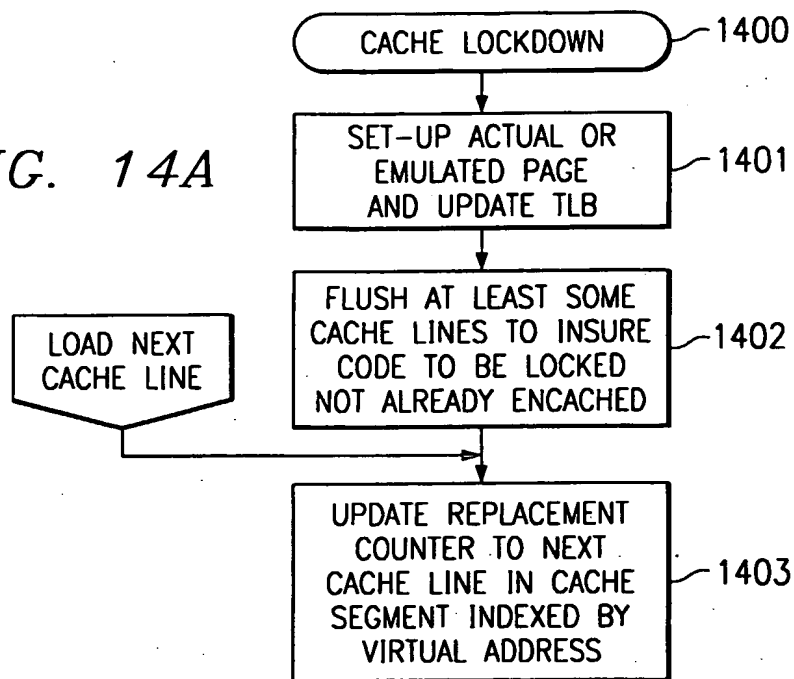 CACHE LOCKDOWN
1400
G. 14A
SET-UP ACTUAL OR
EMULATED PAGE
AND UPDATE TLB
1401
FLUSH AT LEAST SOME
CACHE LINES TO INSURE
CODE TO BE LOCKED
NOT ALREADY ENCACHED
1402
LOAD NEXT
CACHE LINE
UPDATE REPLACEMENT
COUNTER TO NEXT
CACHE LINE IN CACHE
SEGMENT INDEXED BY
VIRTUAL ADDRESS
1403